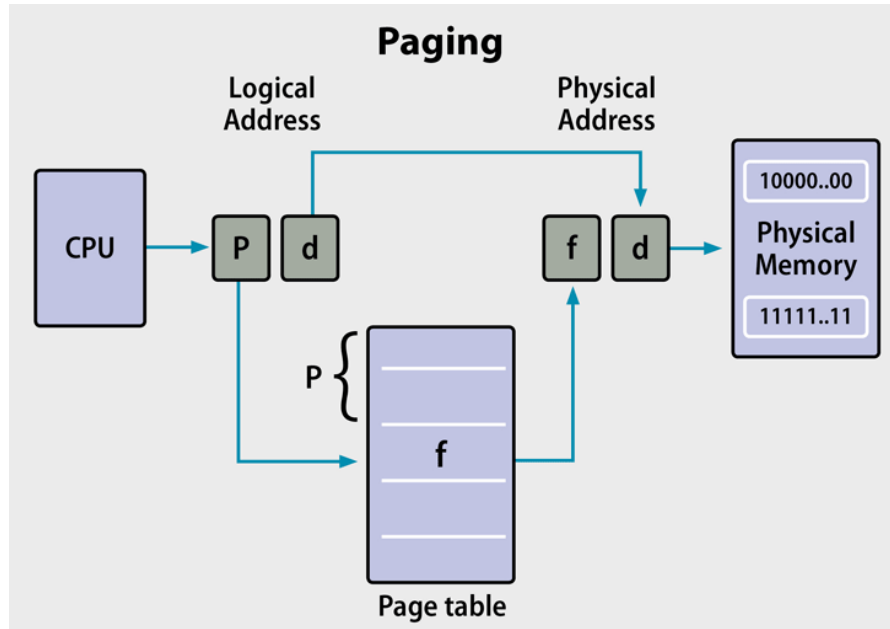 Paging
Logical
Address
Physical
Address
CPU
P
d
f
d
10000..00
Physical
Memory
11111..11
P
f
Page table